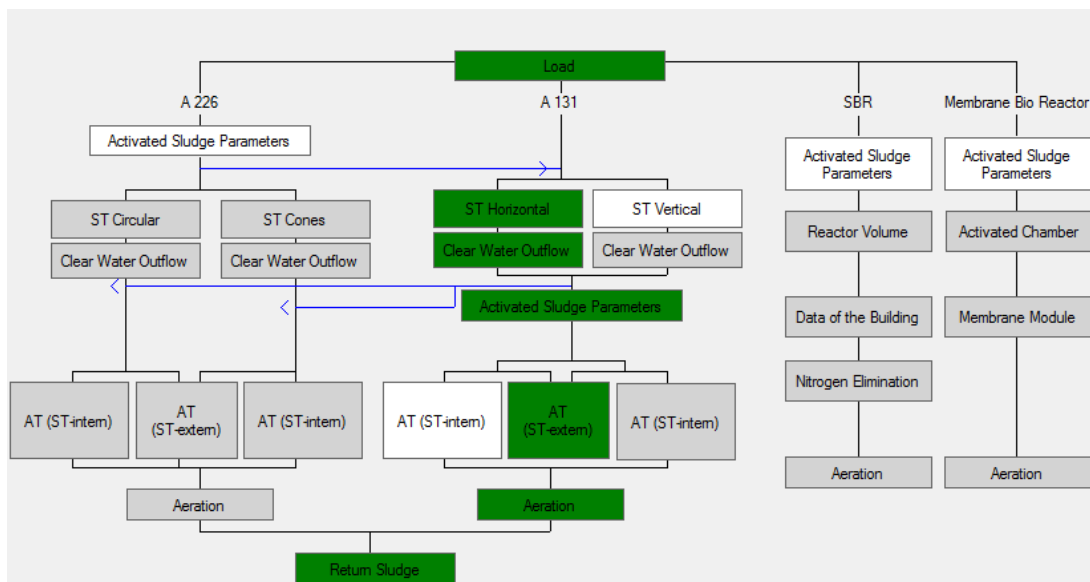 Load
A 226
A 131
SBR
Membrane Bio Reactor
Activated Sludge Parameters
Activated Sludge
Parameters
Activated Sludge
Parameters
ST Circular
ST Cones
ST Horizontal
ST Vertical
Reactor Volume
Activated Chamber
Clear Water Outflow
Clear Water Outflow
Clear Water Outflow
Clear Water Outflow
Activated Sludge Parameters
Data of the Building
Membrane Module
Nitrogen Elimination
AT (ST-intern)
AT
(ST-extern)
AT (ST-intern)
AT (ST-intern)
AT
(ST-extern)
AT (ST-intern)
Aeration
Aeration
Aeration
Aeration
Return Sludge